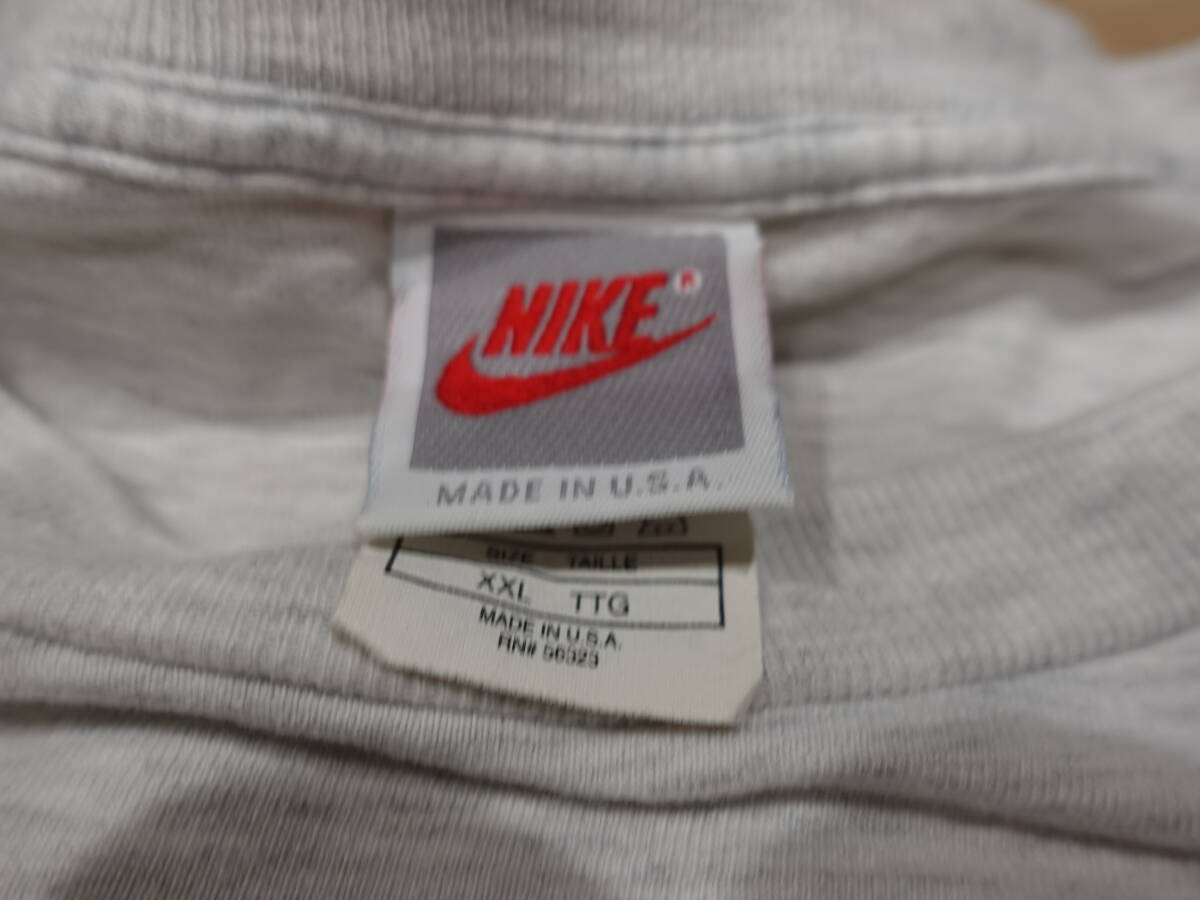 NIKE®
MADE IN U.S.A.
SIZE TAILLE
XXL TTG
MADE IN U.S.A.
RN# 56323